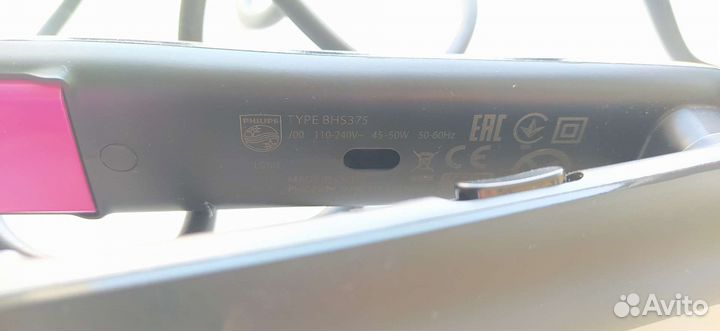 PHILIPS
TYPE BHS375
/00 110-240V~ 45-50W 50-60Hz
EAC
CE
Avito